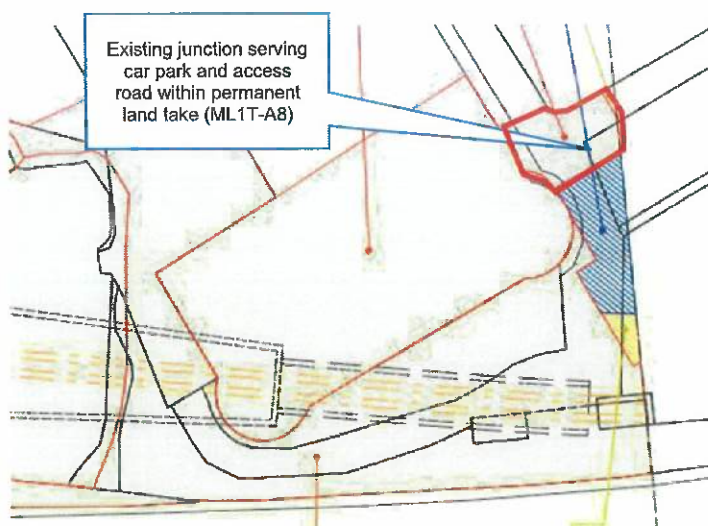 Existing junction serving
car park and access
road within permanent
land take (ML1T-A8)